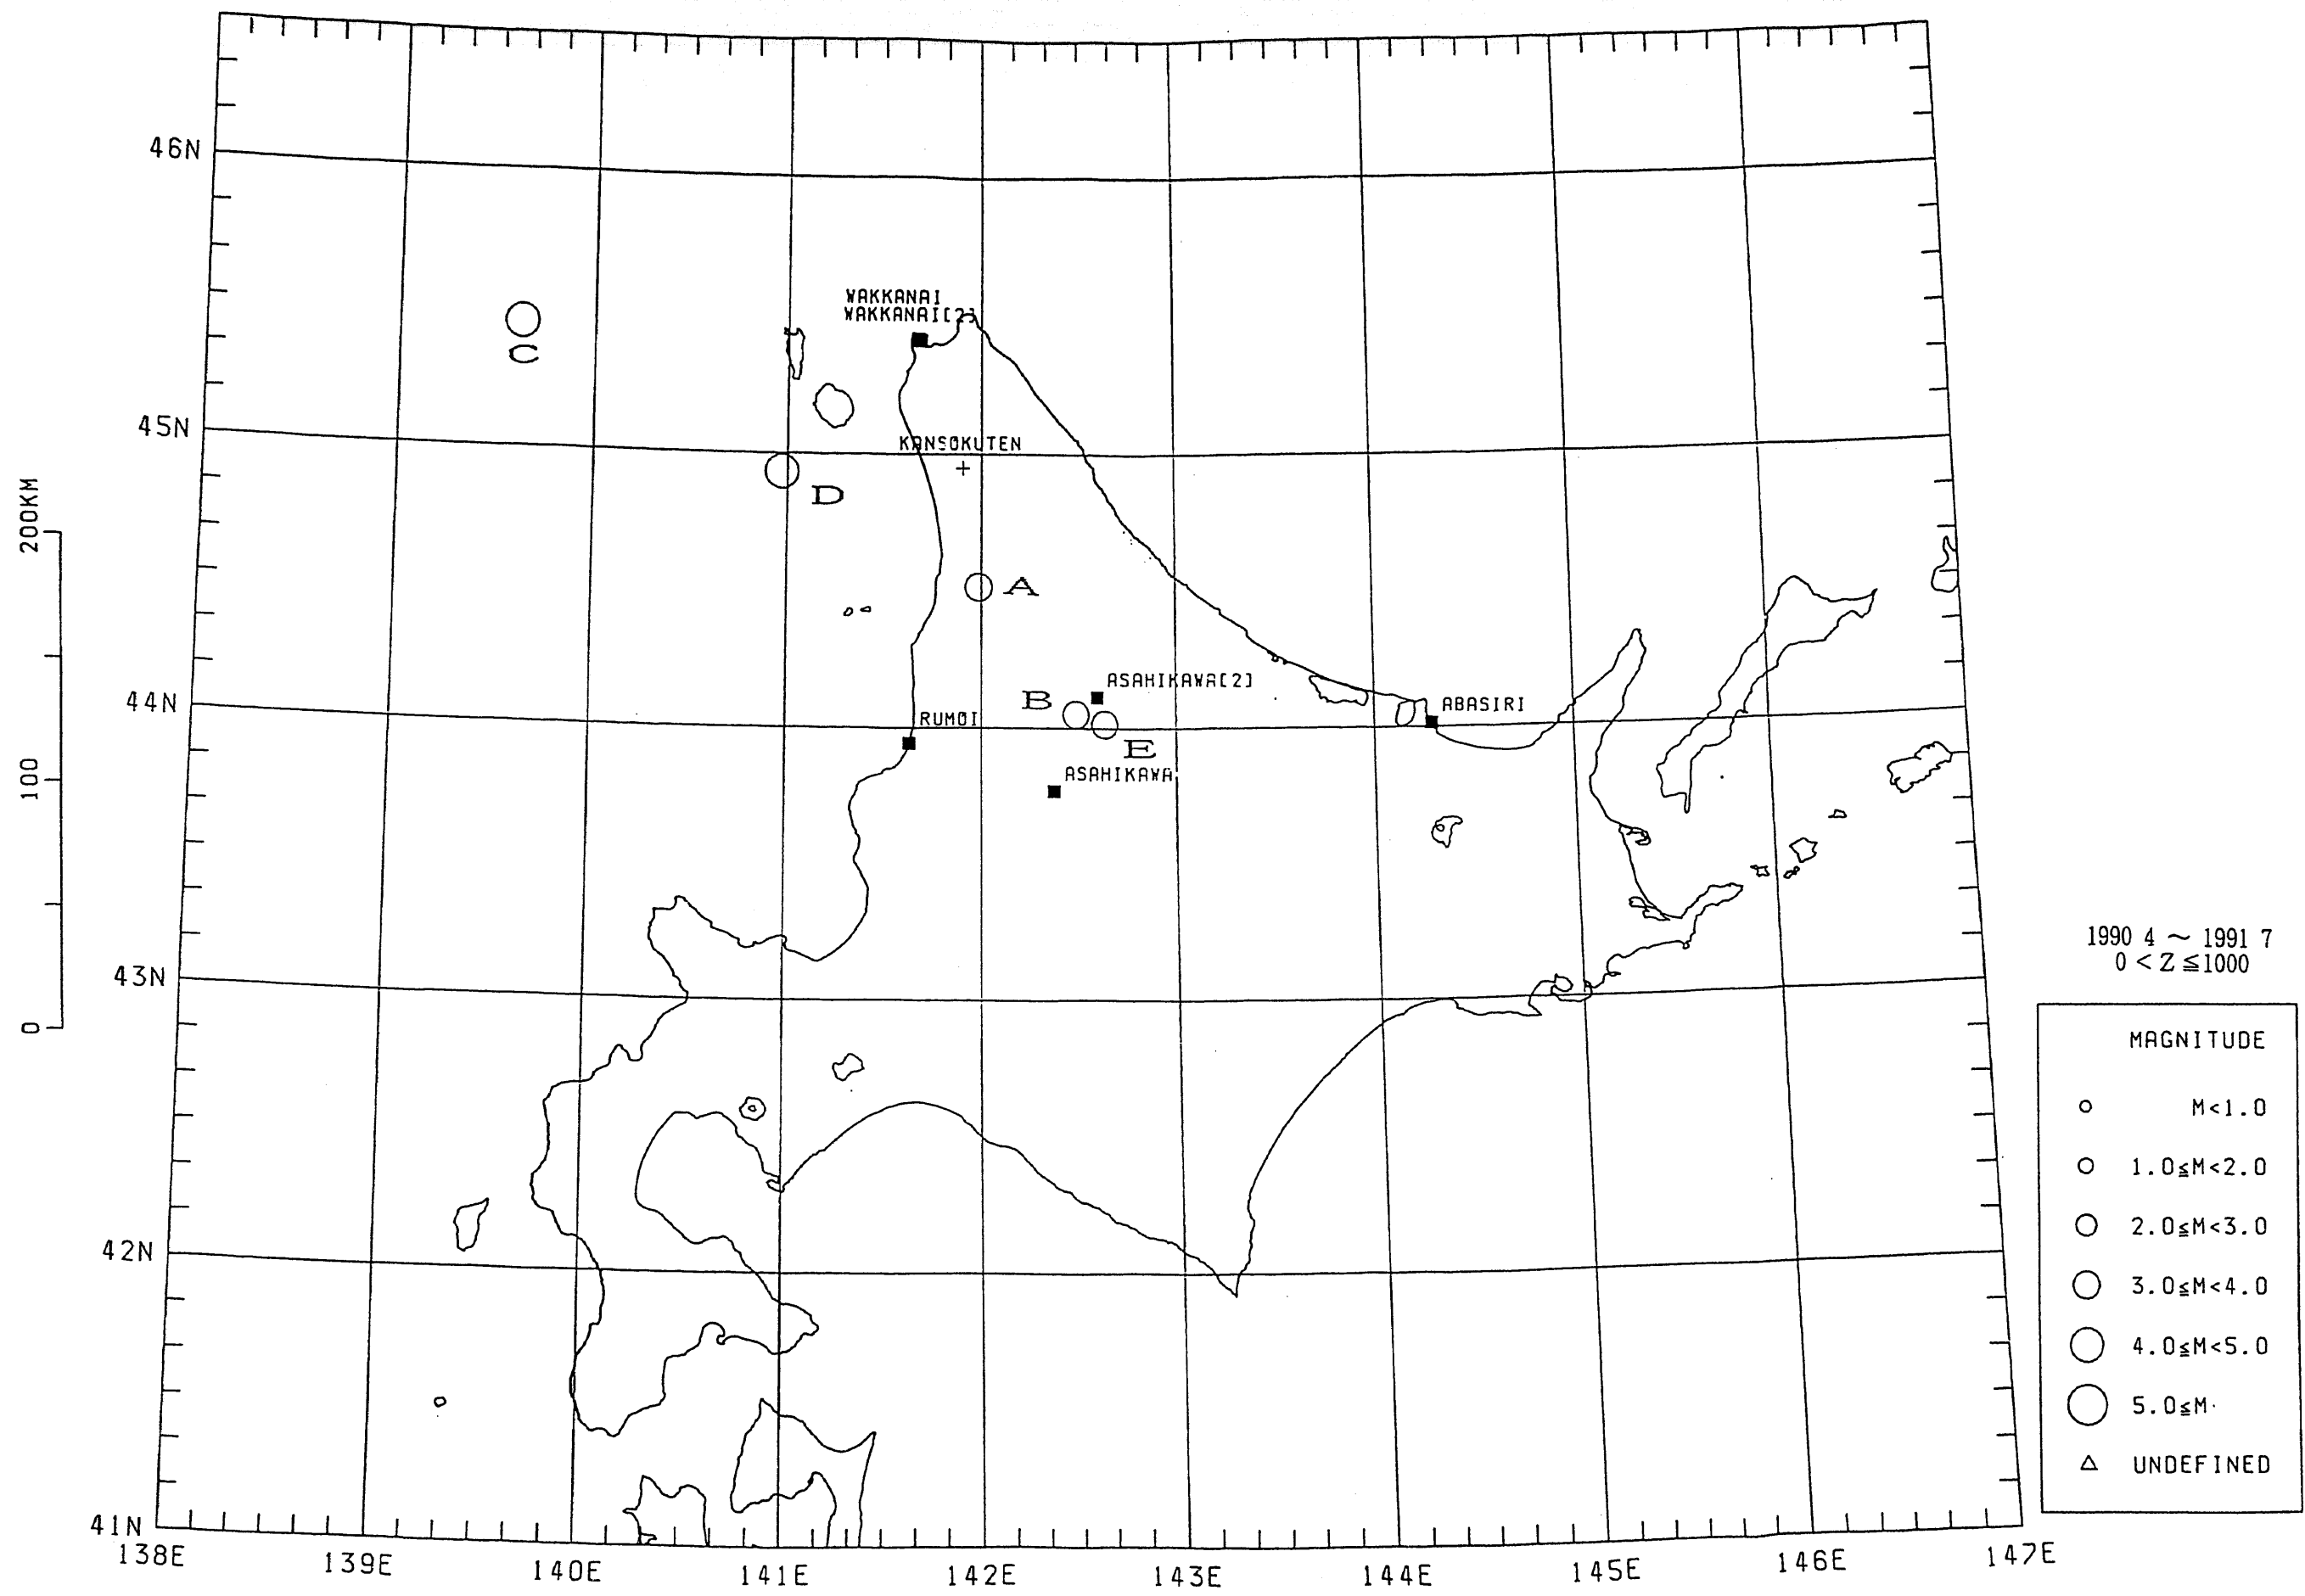 46N
WAKKANAI
WAKKANAI[2]
C
45N
KANSOKUTEN
D
200KM
A
ASAHIKAWA[2]
B
44N
RUMOI
ABASIRI
E
ASAHIKAWA
100
1990 4 ～ 1991 7
0 < Z ≦1000
43N
0
MAGNITUDE
M<1.0
1.0≦M<2.0
2.0≦M<3.0
42N
3.0≦M<4.0
4.0≦M<5.0
5.0≦M
UNDEFINED
41N
138E
139E
140E
141E
142E
143E
144E
145E
146E
147E